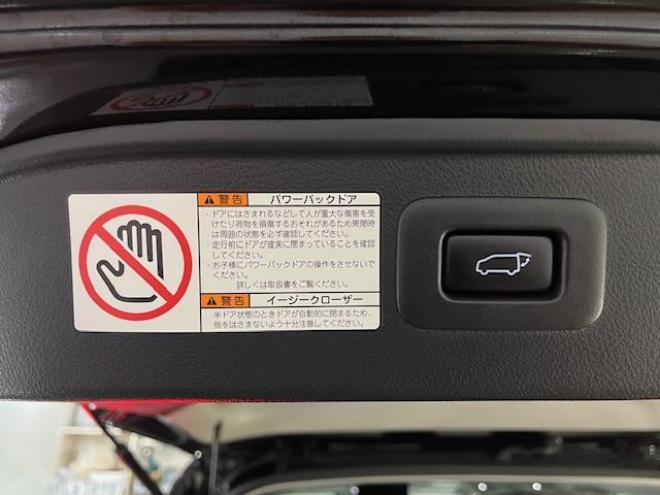 警告 パワーバックドア
・ドアにはさまれるなどして人が重大な傷害を受
けたり荷物を損傷するおそれがあるため開閉時
は周囲の状態を必ず確認してください。
・走行前にドアが確実に閉まっていることを確認
してください。
・お子様にパワーバックドアの操作をさせないで
ください。
詳しくは取扱書をご覧ください。
警告 イージークローザー
半ドア状態のときドアが自動的に閉まるため、
指をはさまないよう十分注意してください。